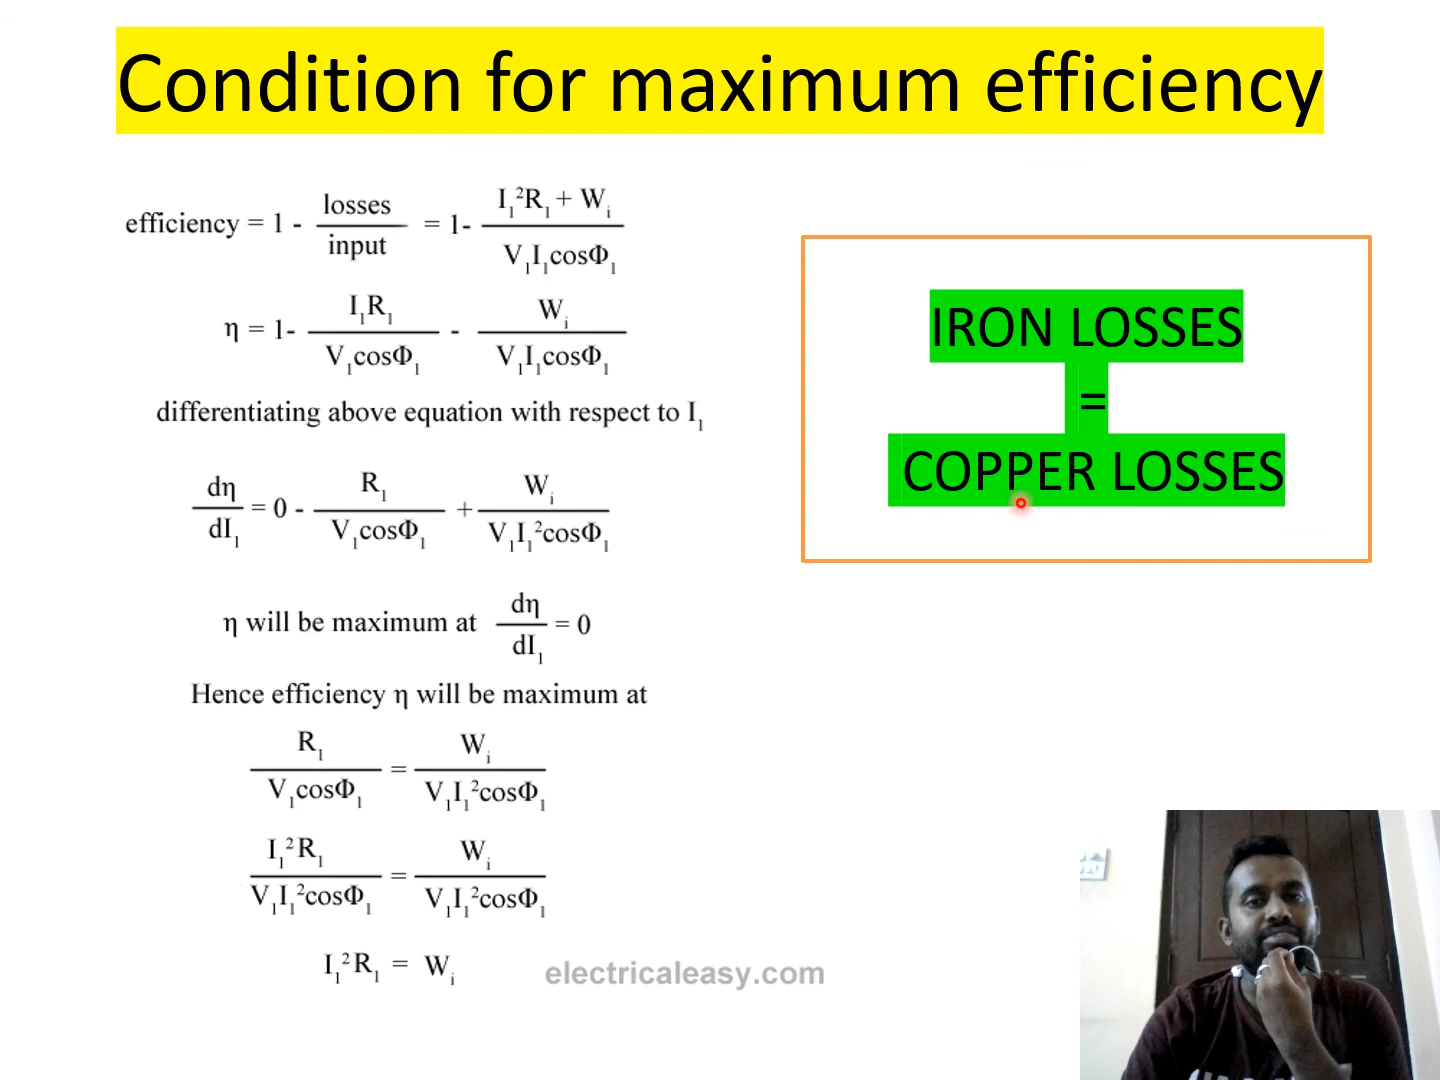 Condition for maximum efficiency
efficiency = 1 - losses/input = 1- (I₁²R₁ + Wᵢ)/(V₁I₁cosΦ₁)
η = 1- I₁R₁/(V₁cosΦ₁) - Wᵢ/(V₁I₁cosΦ₁)
differentiating above equation with respect to I₁
dη/dI₁ = 0 - R₁/(V₁cosΦ₁) + Wᵢ/(V₁I₁²cosΦ₁)
η will be maximum at dη/dI₁ = 0
Hence efficiency η will be maximum at
R₁/(V₁cosΦ₁) = Wᵢ/(V₁I₁²cosΦ₁)
I₁²R₁/(V₁I₁²cosΦ₁) = Wᵢ/(V₁I₁²cosΦ₁)
I₁²R₁ = Wᵢ
electricaleasy.com
IRON LOSSES
=
COPPER LOSSES